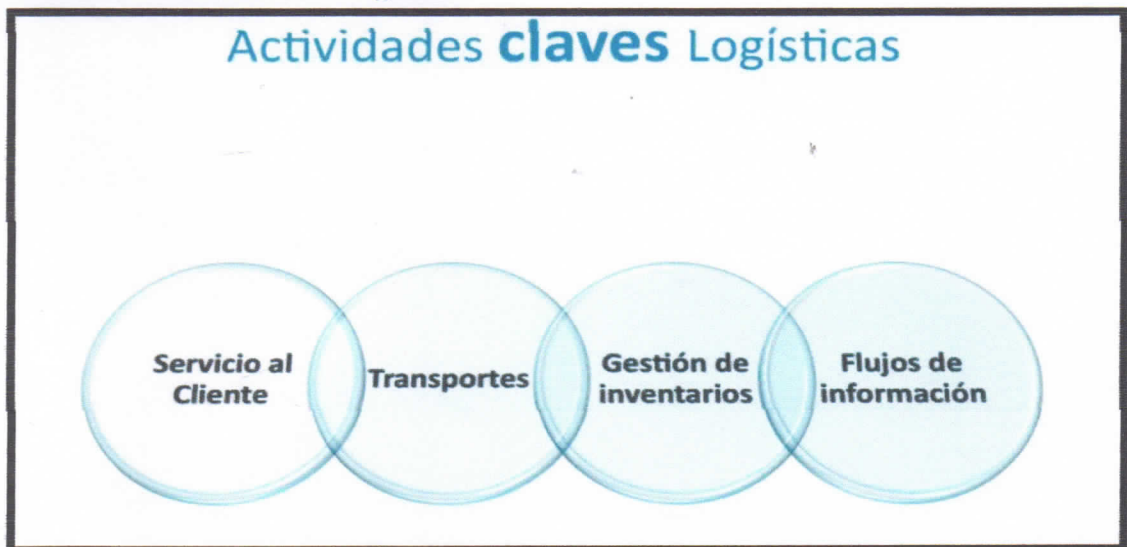 Actividades claves Logísticas
Servicio al
Cliente
Transportes
Gestión de
inventarios
Flujos de
información